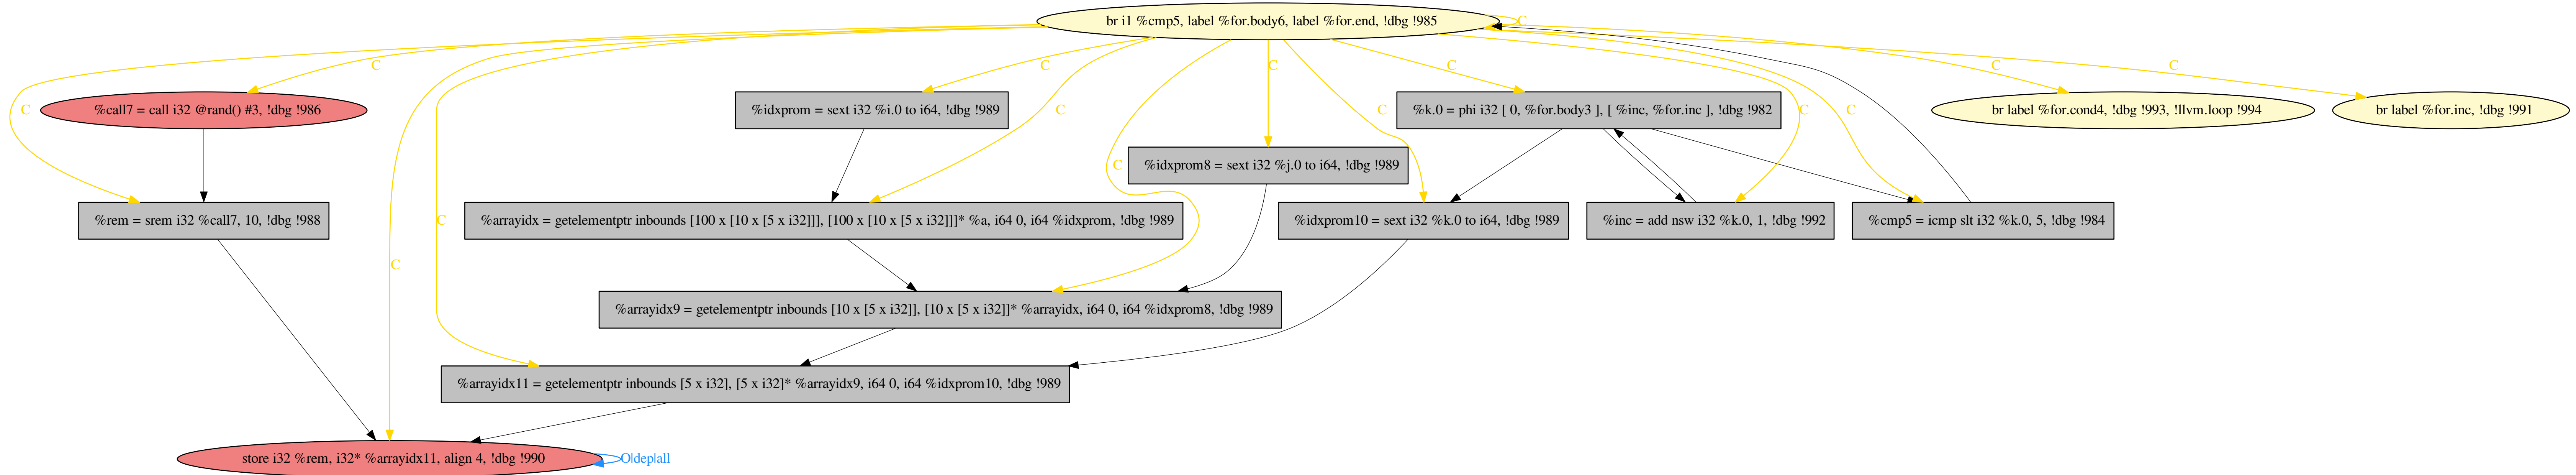 br i1 %cmp5, label %for.body6, label %for.end, !dbg !985
C
C
C
C
C
C
C
C
%call7 = call i32 @rand() #3, !dbg !986
C
%idxprom = sext i32 %i.0 to i64, !dbg !989
C
C
%k.0 = phi i32 [ 0, %for.body3 ], [ %inc, %for.inc ], !dbg !982
C
C
br label %for.cond4, !dbg !993, !llvm.loop !994
br label %for.inc, !dbg !991
C
%idxprom8 = sext i32 %j.0 to i64, !dbg !989
%rem = srem i32 %call7, 10, !dbg !988
C
%arrayidx = getelementptr inbounds [100 x [10 x [5 x i32]]], [100 x [10 x [5 x i32]]]* %a, i64 0, i64 %idxprom, !dbg !989
%idxprom10 = sext i32 %k.0 to i64, !dbg !989
%inc = add nsw i32 %k.0, 1, !dbg !992
%cmp5 = icmp slt i32 %k.0, 5, !dbg !984
C
%arrayidx9 = getelementptr inbounds [10 x [5 x i32]], [10 x [5 x i32]]* %arrayidx, i64 0, i64 %idxprom8, !dbg !989
%arrayidx11 = getelementptr inbounds [5 x i32], [5 x i32]* %arrayidx9, i64 0, i64 %idxprom10, !dbg !989
store i32 %rem, i32* %arrayidx11, align 4, !dbg !990
O|dep|all